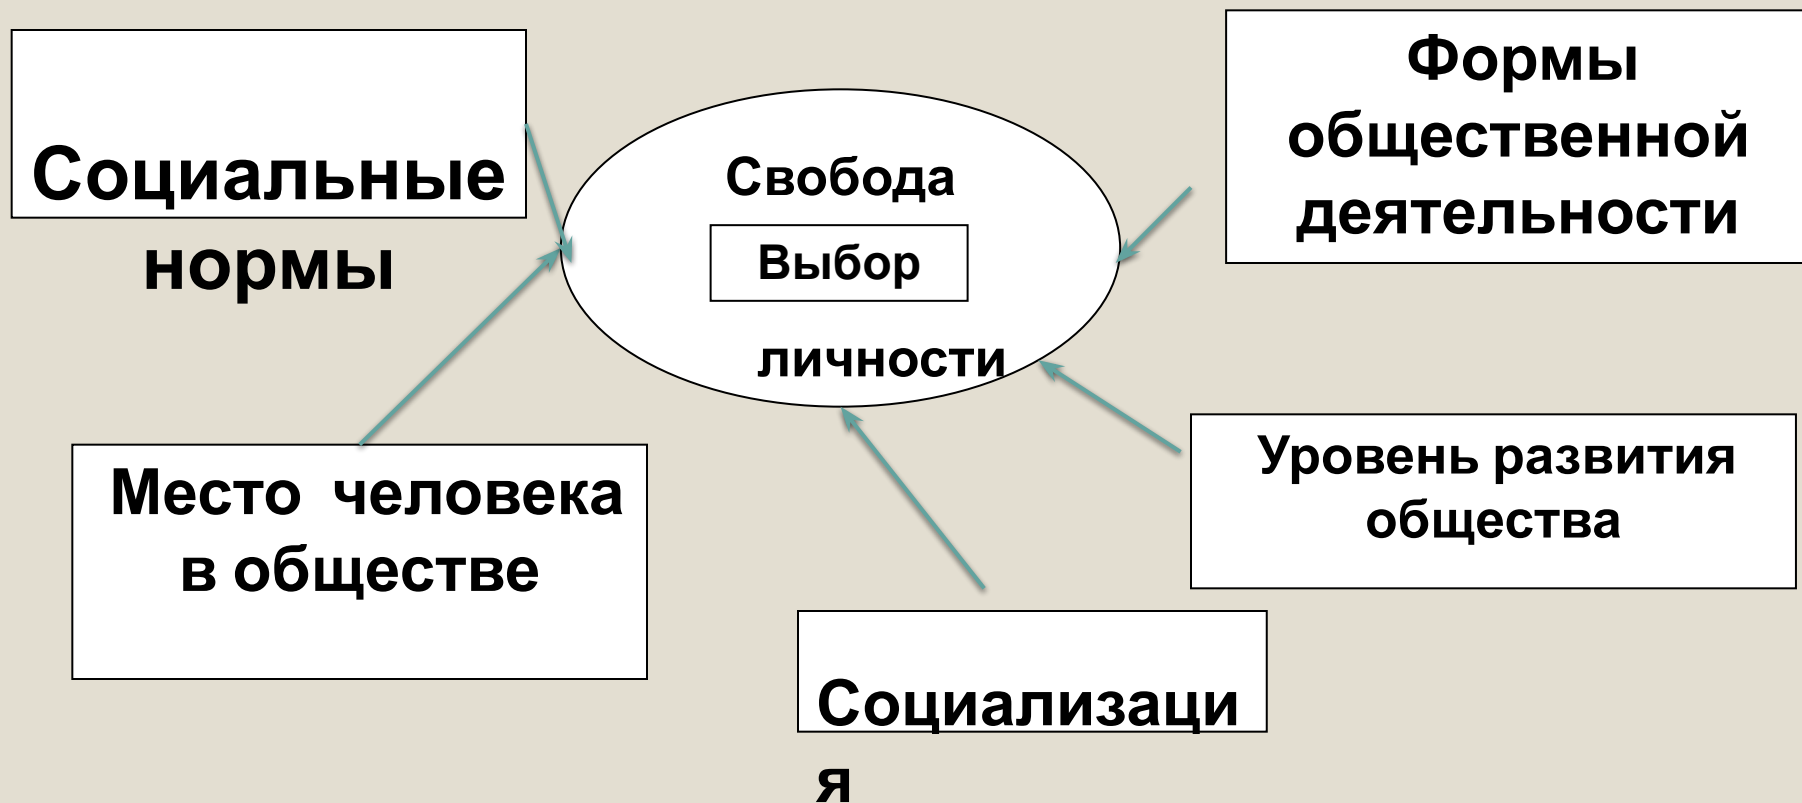 Социальные
нормы
Свобода
Выбор
личности
Формы
общественной
деятельности
Место человека
в обществе
Уровень развития
общества
Социализаци
я